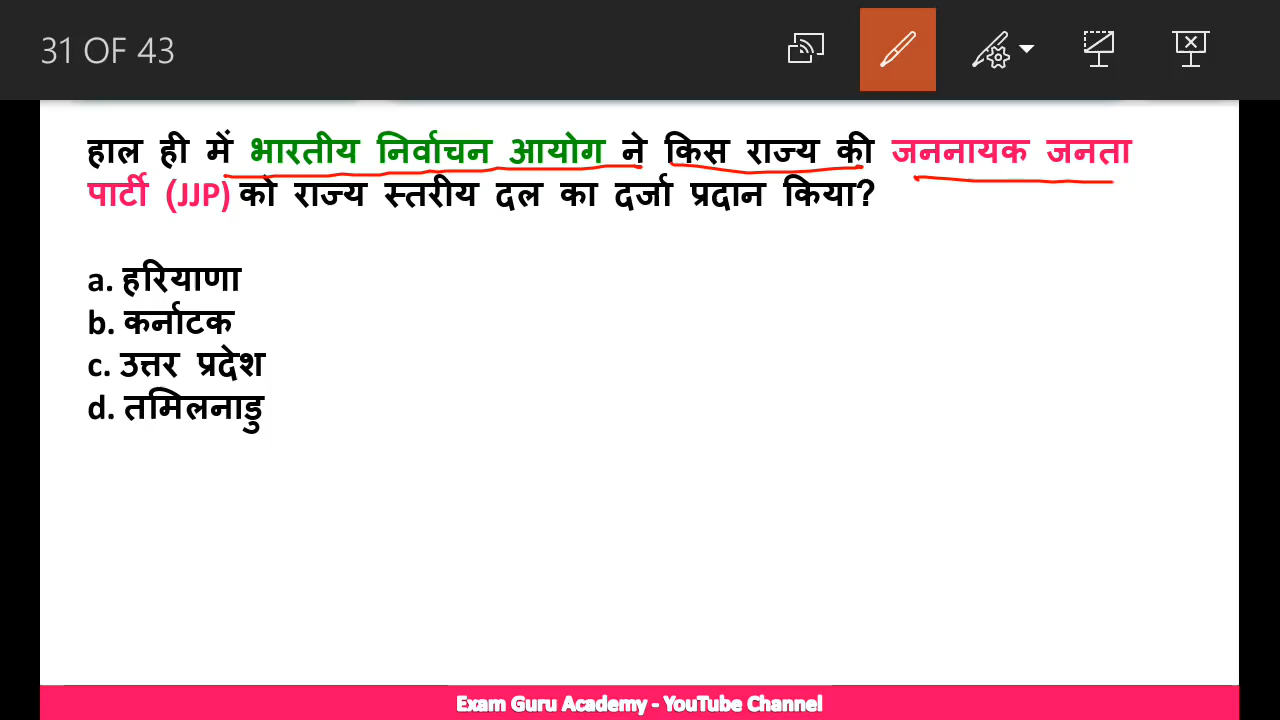 31 OF 43
हाल ही में भारतीय निर्वाचन आयोग ने किस राज्य की जननायक जनता
पार्टी (JJP) को राज्य स्तरीय दल का दर्जा प्रदान किया?
a. हरियाणा
b. कर्नाटक
c. उत्तर प्रदेश
d. तमिलनाडु
Exam Guru Academy - YouTube Channel